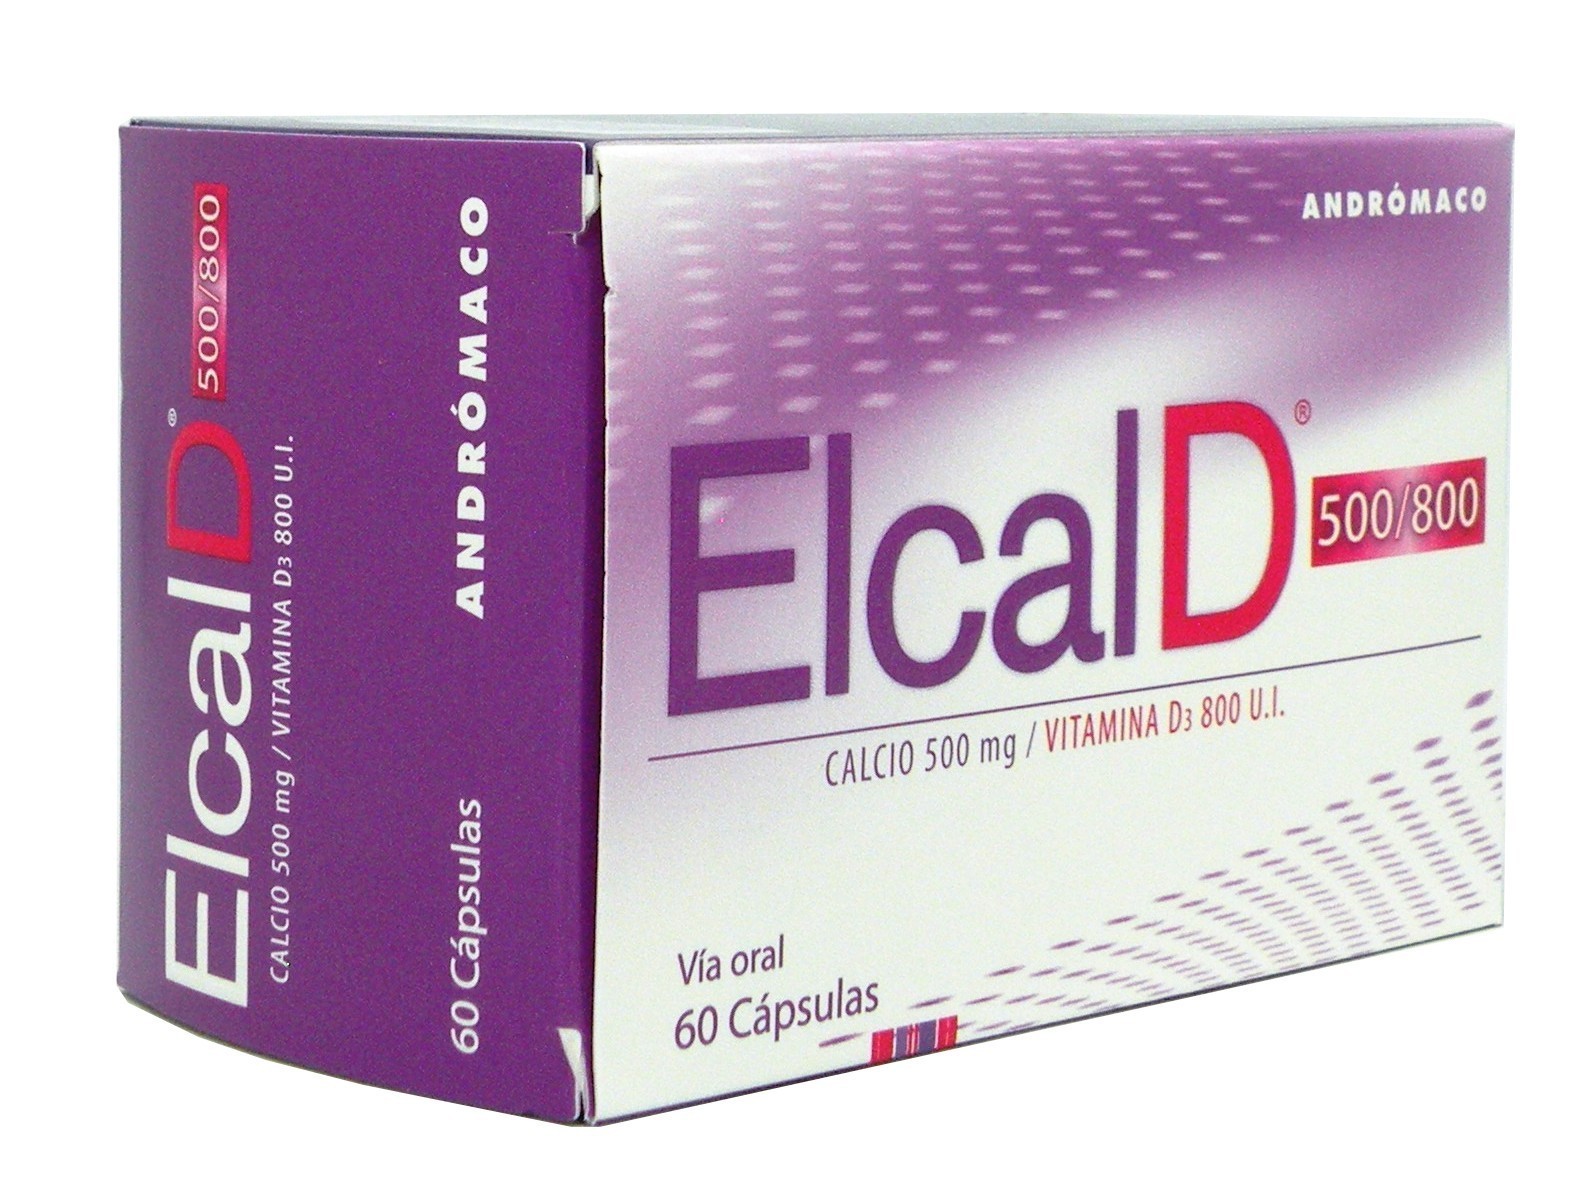 ElcalD® 500/800
CALCIO 500 mg / VITAMINA D3 800 U.I.
ANDRÓMACO
60 Cápsulas
ANDRÓMACO
ElcalD® 500/800
CALCIO 500 mg / VITAMINA D3 800 U.I.
Vía oral
60 Cápsulas